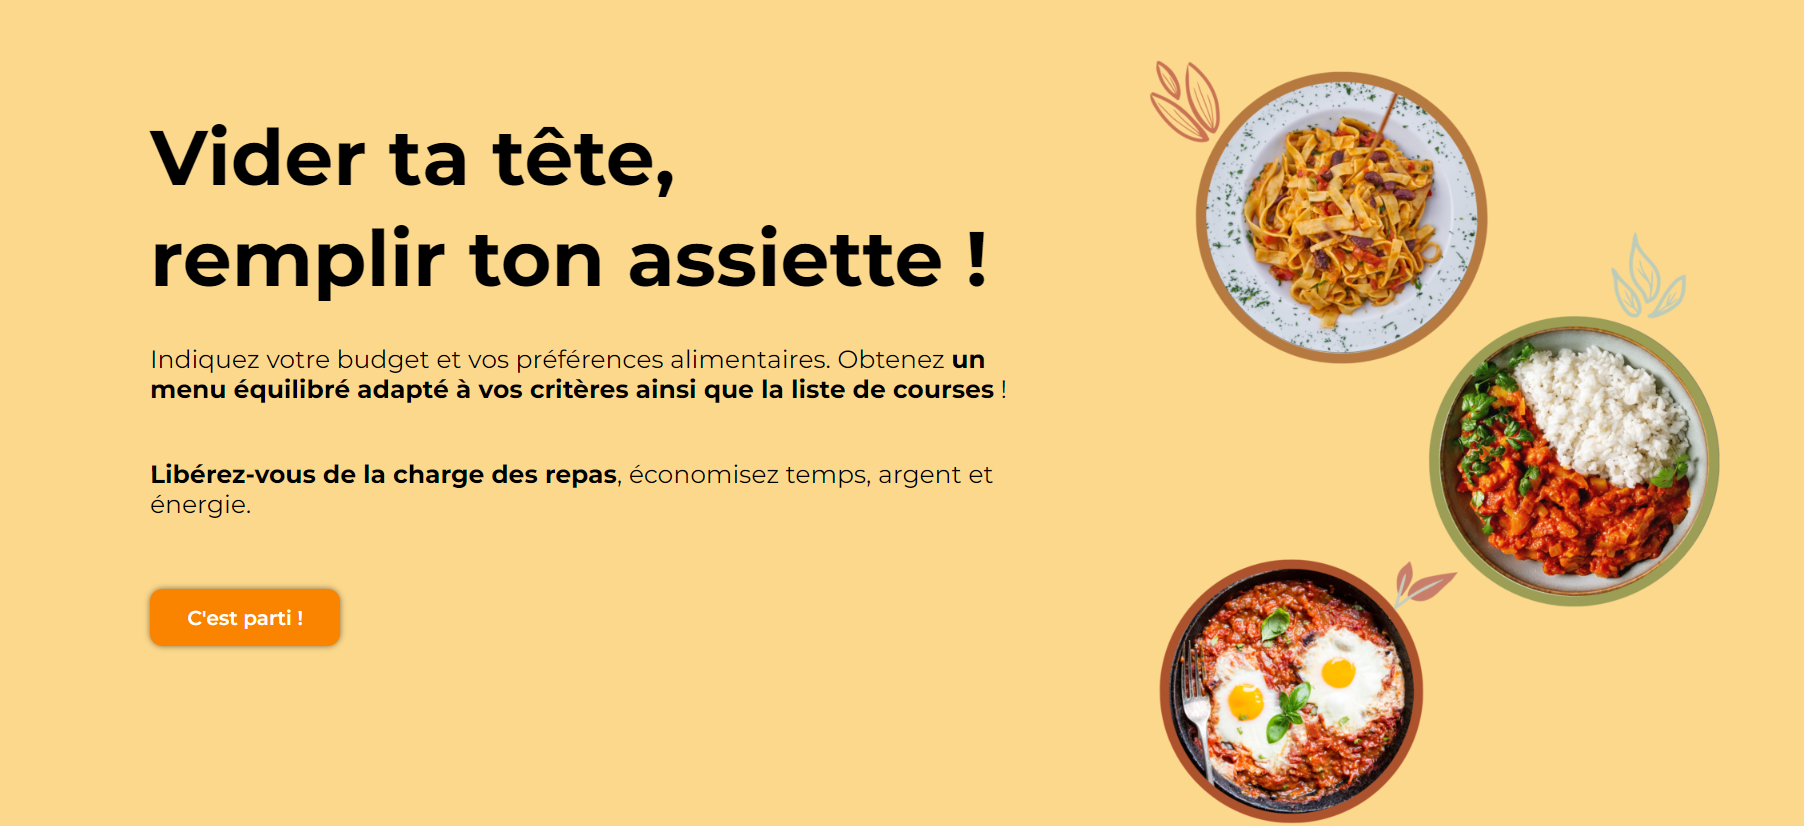 Vider ta tête,
remplir ton assiette !
Indiquez votre budget et vos préférences alimentaires. Obtenez un
menu équilibré adapté à vos critères ainsi que la liste de courses !
Libérez-vous de la charge des repas, économisez temps, argent et
énergie.
C'est parti !